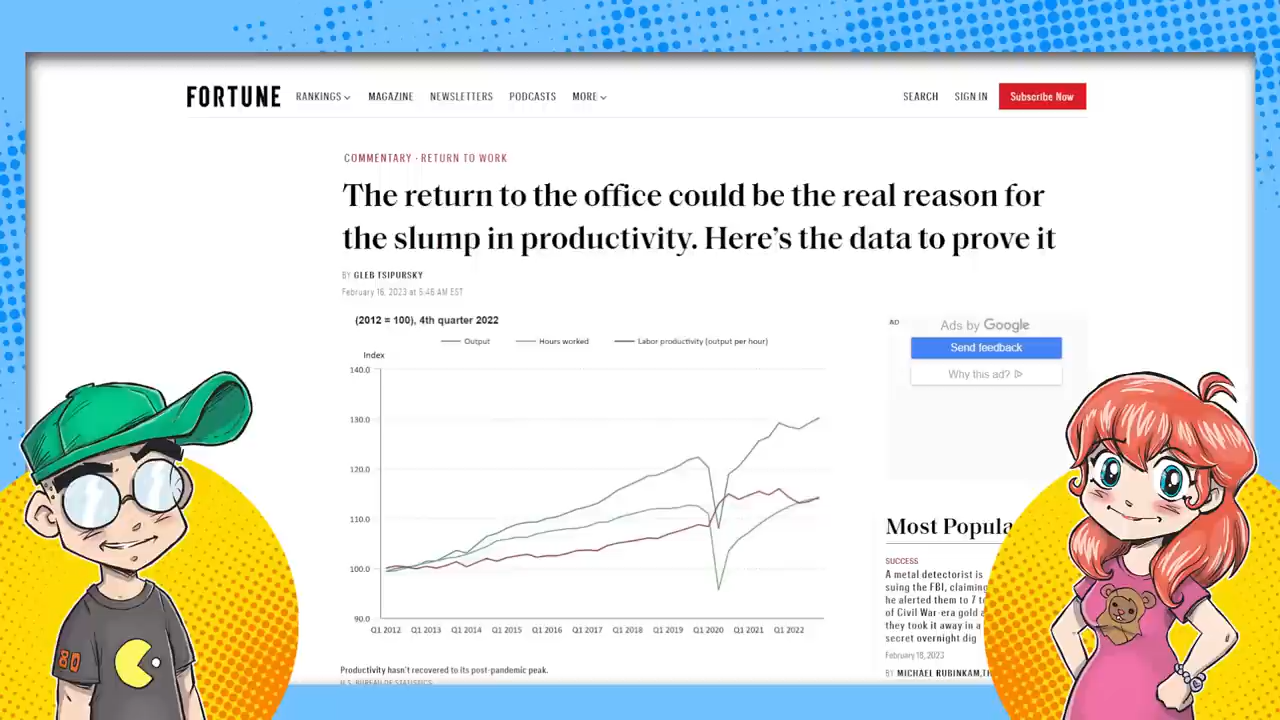 FORTUNE RANKINGS MAGAZINE NEWSLETTERS PODCASTS MORE SEARCH SIGN IN Subscribe Now
COMMENTARY · RETURN TO WORK
The return to the office could be the real reason for
the slump in productivity. Here's the data to prove it
BY GLEB TSIPURSKY
February 16, 2023 at 5:46 AM EST
(2012 = 100), 4th quarter 2022
Output Hours worked Labor productivity (output per hour)
Index
140.0
130.0
120.0
110.0
100.0
90.0
Q1 2012 Q1 2013 Q1 2014 Q1 2015 Q1 2016 Q1 2017 Q1 2018 Q1 2019 Q1 2020 Q1 2021 Q1 2022
Productivity hasn't recovered to its post-pandemic peak.
U.S. BUREAU OF STATISTICS
AD
Ads by Google
Send feedback
Why this ad?
Most Popula
SUCCESS
A metal detectorist is
suing the FBI, claiming
he alerted them to 7 to
of Civil War-era gold a
they took it away in a
secret overnight dig
February 18, 2023
BY MICHAEL RUBINKAM, TH
80